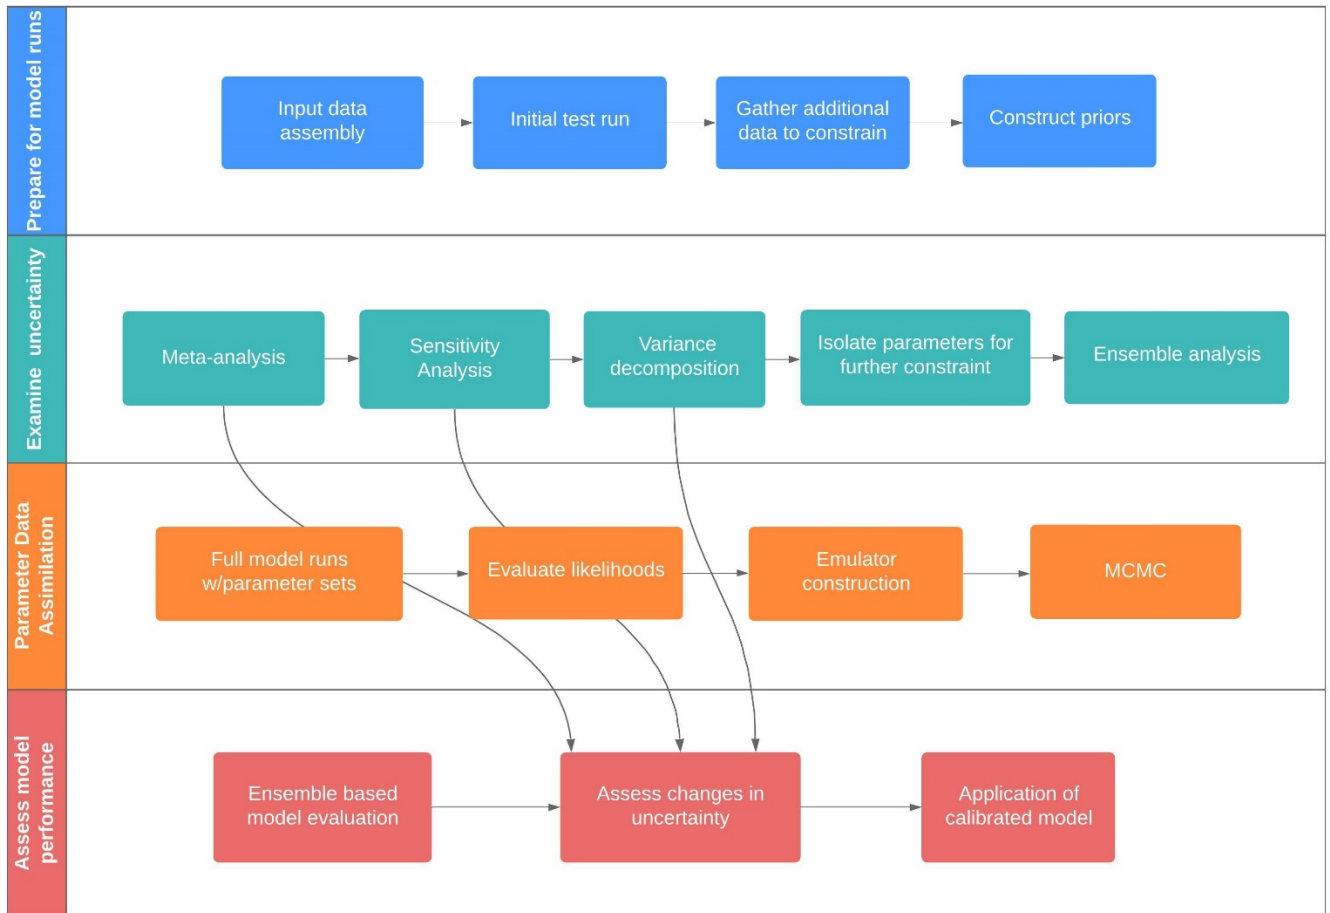 Prepare for model runs
Input data
assembly
Initial test run
Gather additional
data to constrain
Construct priors
Examine uncertainty
Meta-analysis
Sensitivity
Analysis
Variance
decomposition
Isolate parameters for
further constraint
Ensemble analysis
Parameter Data
Assimilation
Full model runs
w/parameter sets
Evaluate likelihoods
Emulator
construction
MCMC
Assess model
performance
Ensemble based
model evaluation
Assess changes in
uncertainty
Application of
calibrated model